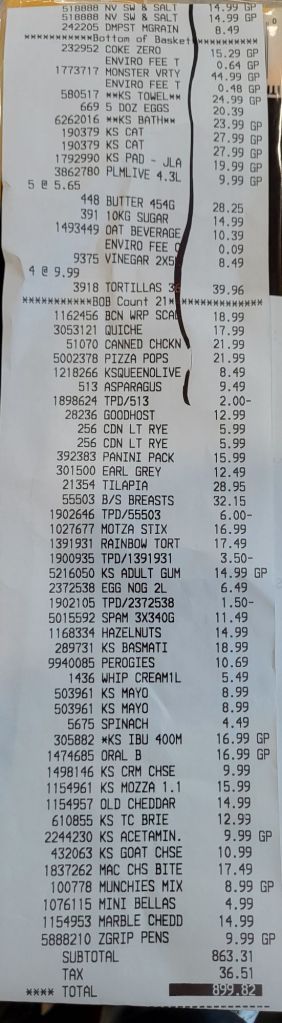 518888 NV SW & SALT 14.99 GP
518888 NV SW & SALT 14.99 GP
242205 DMPST MGRAIN 8.49
**********Bottom of Basket**********
232952 COKE ZERO 15.29 GP
ENVIRO FEE T 0.64 GP
1773717 MONSTER VRTY 44.99 GP
ENVIRO FEE T 0.48 GP
580517 **KS TOWEL** 24.99 GP
669 5 DOZ EGGS 20.39
6262016 **KS BATH** 23.99 GP
190379 KS CAT 27.99 GP
190379 KS CAT 27.99 GP
1792990 KS PAD - JLA 19.99 GP
3862780 PLMLIVE 4.3L 9.99 GP
5 @ 5.65
448 BUTTER 454G 28.25
391 10KG SUGAR 14.99
1493449 OAT BEVERAGE 10.39
ENVIRO FEE 0.09
9375 VINEGAR 2X5 8.49
4 @ 9.99
3918 TORTILLAS 39.96
***********BOB Count 21***********
1162456 BCN WRP SCAL 18.99
3053121 QUICHE 17.99
51070 CANNED CHCKN 21.99
5002378 PIZZA POPS 21.99
1218266 KSQUEENOLIVE 8.49
513 ASPARAGUS 9.49
1898624 TPD/513 2.00-
28236 GOODHOST 12.99
256 CDN LT RYE 5.99
256 CDN LT RYE 5.99
392383 PANINI PACK 15.99
301500 EARL GREY 12.49
21354 TILAPIA 28.95
55503 B/S BREASTS 32.15
1902646 TPD/55503 6.00-
1027677 MOTZA STIX 16.99
1391931 RAINBOW TORT 17.49
1900935 TPD/1391931 3.50-
5216050 KS ADULT GUM 14.99 GP
2372538 EGG NOG 2L 6.49
1902105 TPD/2372538 1.50-
5015592 SPAM 3X340G 11.49
1168334 HAZELNUTS 14.99
289731 KS BASMATI 18.99
9940085 PEROGIES 10.69
1436 WHIP CREAM1L 5.49
503961 KS MAYO 8.99
503961 KS MAYO 8.99
5675 SPINACH 4.49
305882 *KS IBU 400M 16.99 GP
1474685 ORAL B 16.99 GP
1498146 KS CRM CHSE 9.99
1154961 KS MOZZA 1.1 15.99
1154957 OLD CHEDDAR 14.99
610855 KS TC BRIE 12.99
2244230 KS ACETAMIN. 9.99 GP
432063 KS GOAT CHSE 10.99
1837262 MAC CHS BITE 17.49
100778 MUNCHIES MIX 8.99 GP
1076115 MINI BELLAS 4.99
1154953 MARBLE CHEDD 14.99
5888210 ZGRIP PENS 9.99 GP
SUBTOTAL 863.31
TAX 36.51
**** TOTAL 899.82